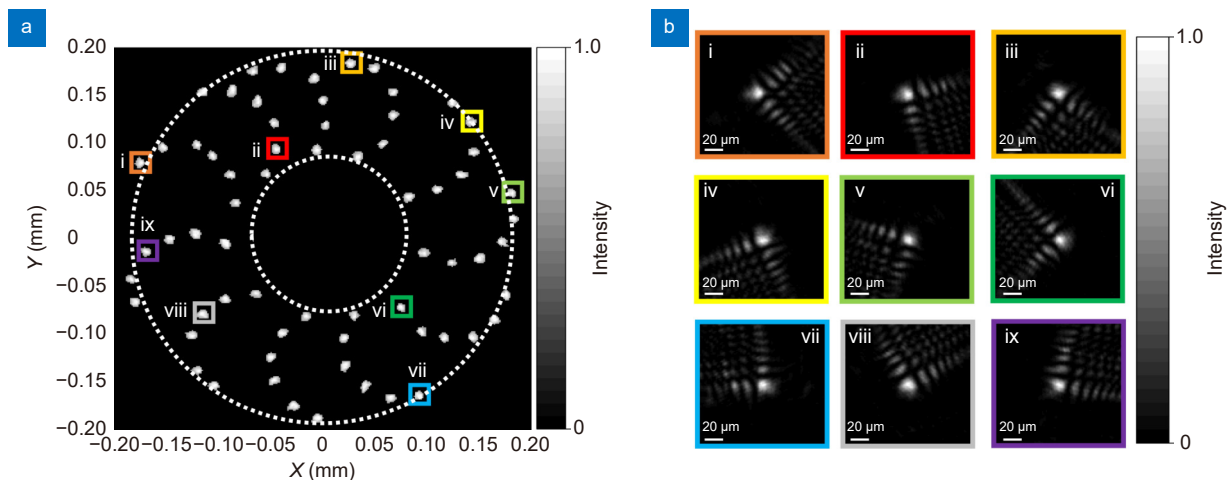 a
0.20
0.15
0.10
0.05
0
−0.05
−0.10
−0.15
−0.20
Y (mm)
−0.20 −0.15 −0.10 −0.05 0 0.05 0.10 0.15 0.20
X (mm)
i
ii
iii
iv
v
vi
vii
viii
ix
1.0
0
Intensity
b
i
20 μm
ii
20 μm
iii
20 μm
iv
20 μm
v
20 μm
vi
20 μm
vii
20 μm
viii
20 μm
ix
20 μm
1.0
0
Intensity